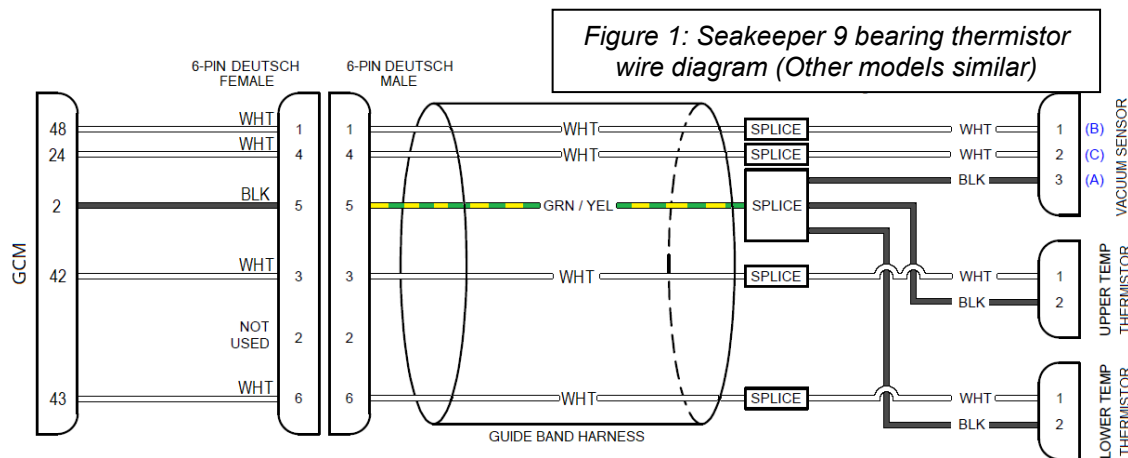 Figure 1: Seakeeper 9 bearing thermistor
wire diagram (Other models similar)
6-PIN DEUTSCH
FEMALE
6-PIN DEUTSCH
MALE
GCM
48
WHT
1
1
WHT
SPLICE
WHT
1
(B)
24
WHT
4
4
WHT
SPLICE
WHT
2
(C)
BLK
3
(A)
VACUUM SENSOR
2
BLK
5
5
GRN / YEL
SPLICE
42
WHT
3
3
WHT
SPLICE
WHT
1
BLK
2
UPPER TEMP
THERMISTOR
NOT
USED
2
2
43
WHT
6
6
WHT
SPLICE
WHT
1
BLK
2
LOWER TEMP
THERMISTOR
GUIDE BAND HARNESS